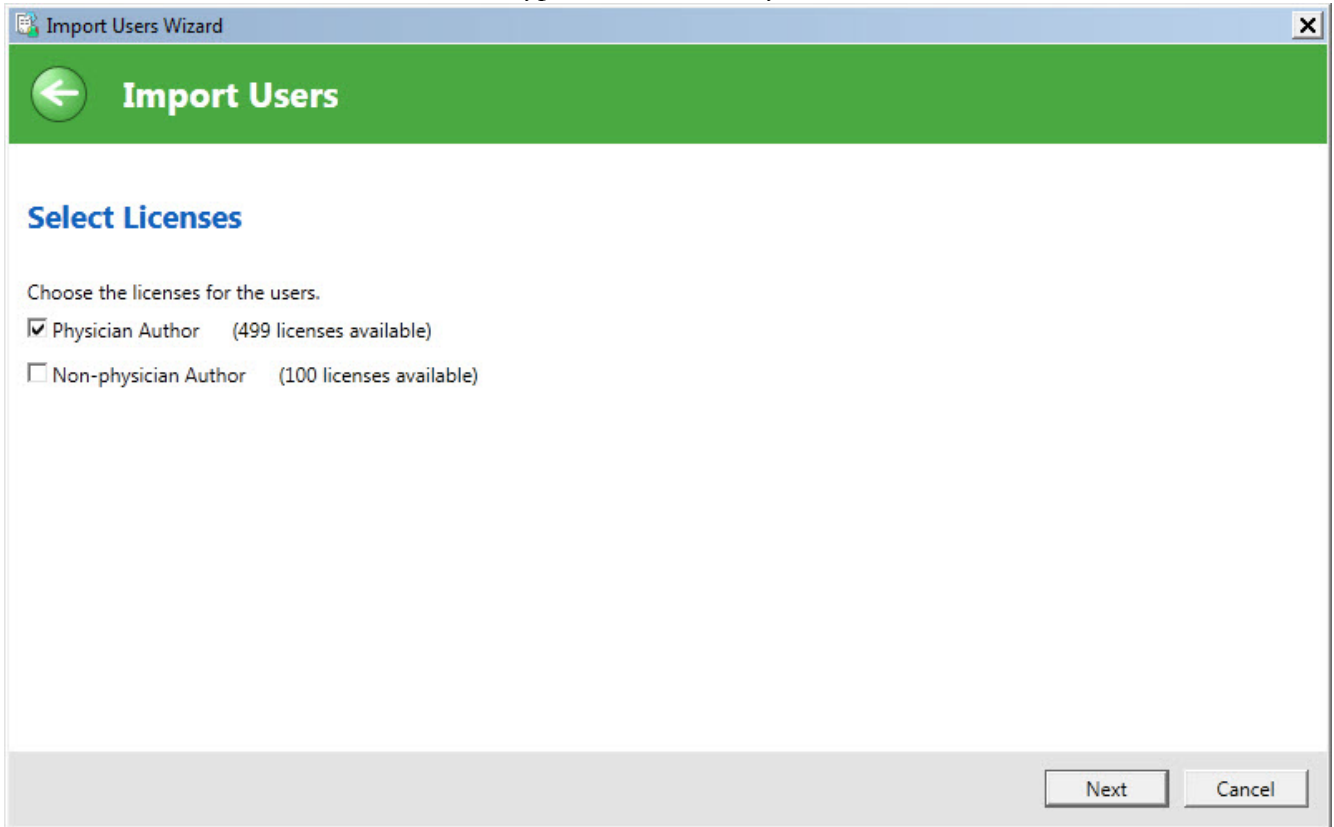 Import Users Wizard
Import Users
Select Licenses
Choose the licenses for the users.
Physician Author (499 licenses available)
Non-physician Author (100 licenses available)
Next Cancel